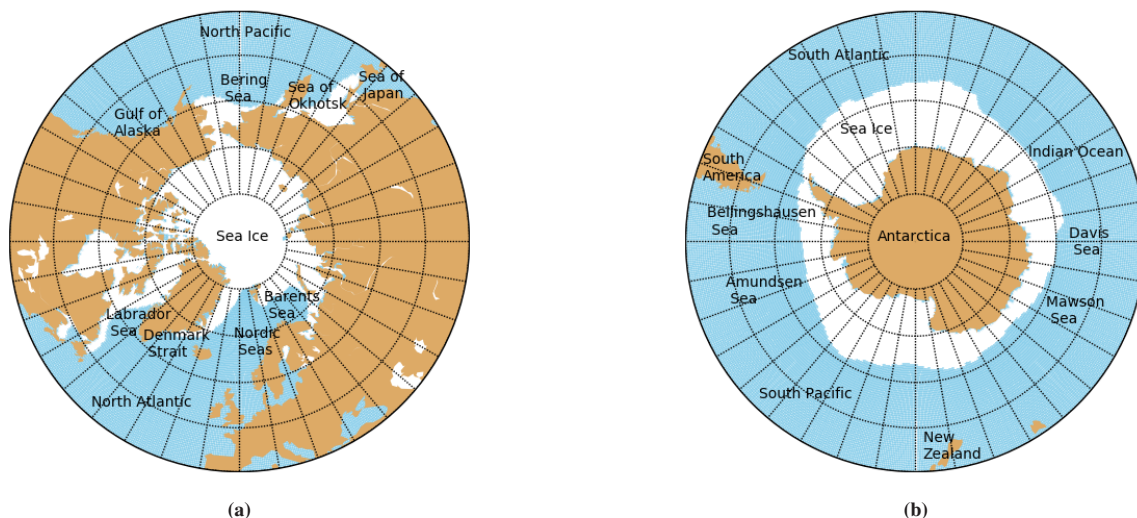 North Pacific
Bering
Sea
Sea of
Okhotsk
Sea of
Japan
Gulf of
Alaska
Sea Ice
Barents
Sea
Labrador
Sea
Denmark
Strait
Nordic
Seas
North Atlantic
(a)
South Atlantic
Sea Ice
Indian Ocean
South
America
Bellingshausen
Sea
Antarctica
Davis
Sea
Amundsen
Sea
Mawson
Sea
South Pacific
New
Zealand
(b)